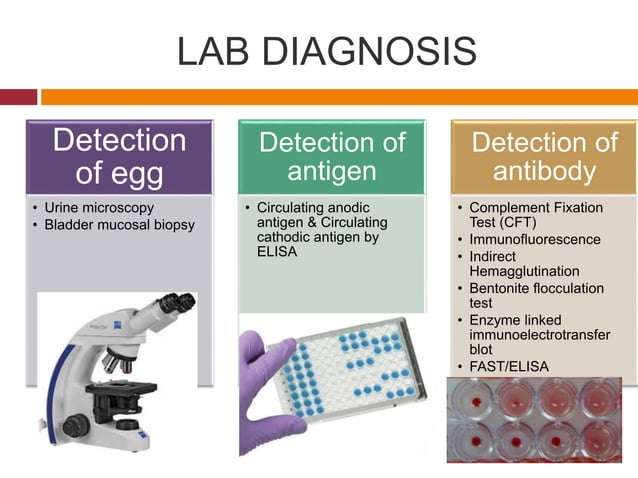 LAB DIAGNOSIS
Detection
of egg
• Urine microscopy
• Bladder mucosal biopsy
Detection of
antigen
• Circulating anodic
antigen & Circulating
cathodic antigen by
ELISA
Detection of
antibody
• Complement Fixation
Test (CFT)
• Immunofluorescence
• Indirect
Hemagglutination
• Bentonite flocculation
test
• Enzyme linked
immunoelectrotransfer
blot
• FAST/ELISA